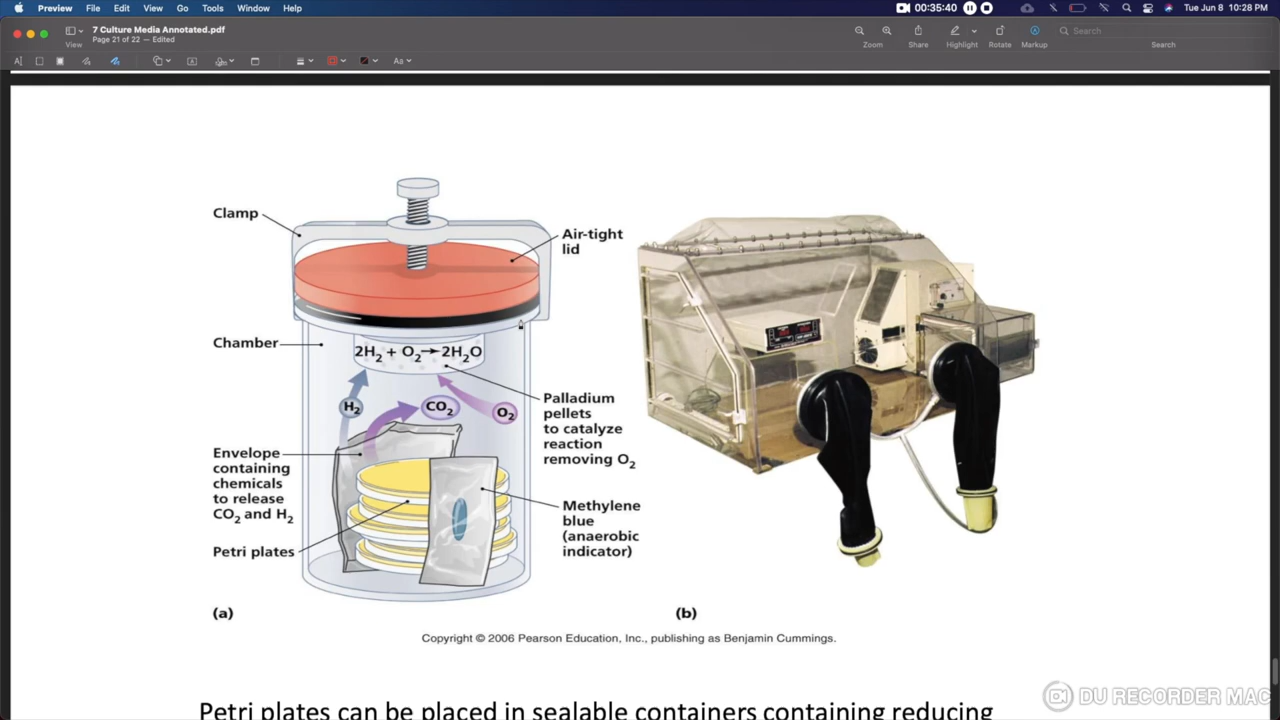 Preview File Edit View Go Tools Window Help 00:35:40 Tue Jun 8 10:28 PM
7 Culture Media Annotated.pdf
Page 21 of 22 — Edited
View Zoom Share Highlight Rotate Markup Search
Search
Aa
Clamp
Air-tight
lid
Chamber
2H2 + O2→2H2O
H2
CO2
O2
Palladium
pellets
to catalyze
reaction
removing O2
Envelope
containing
chemicals
to release
CO2 and H2
Methylene
blue
(anaerobic
indicator)
Petri plates
(a)
(b)
Copyright © 2006 Pearson Education, Inc., publishing as Benjamin Cummings.
Petri plates can be placed in sealable containers containing reducing
DU RECORDER MAC